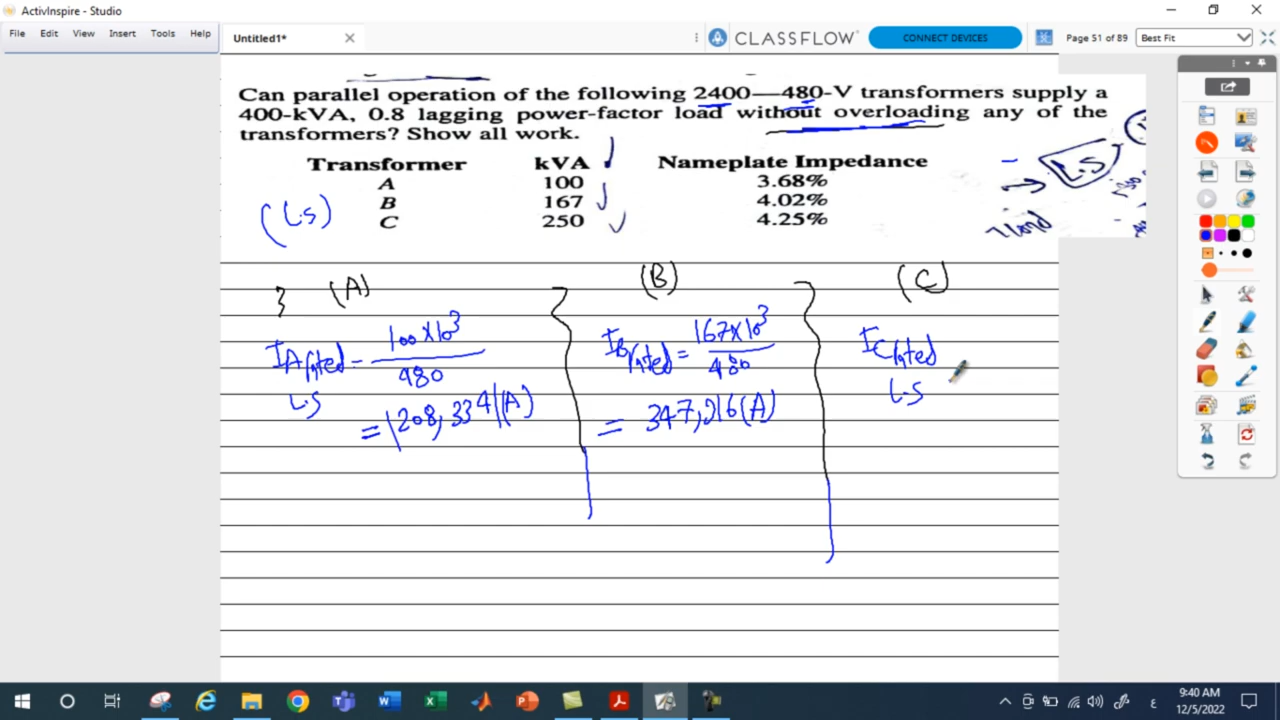 ActivInspire - Studio
File Edit View Insert Tools Help
Untitled1*
CLASSFLOW
CONNECT DEVICES
Page 51 of 89
Best Fit
Can parallel operation of the following 2400—480-V transformers supply a
400-kVA, 0.8 lagging power-factor load without overloading any of the
transformers? Show all work.
Transformer kVA Nameplate Impedance
A 100 3.68%
B 167 4.02%
C 250 4.25%
(L.S)
L.S
(A) (B) (C)
IA rated = 100×10³
480
L.S
= 208,334 (A)
IB rated = 167×10³
480
= 347,916 (A)
IC rated
L.S
9:40 AM
12/5/2022